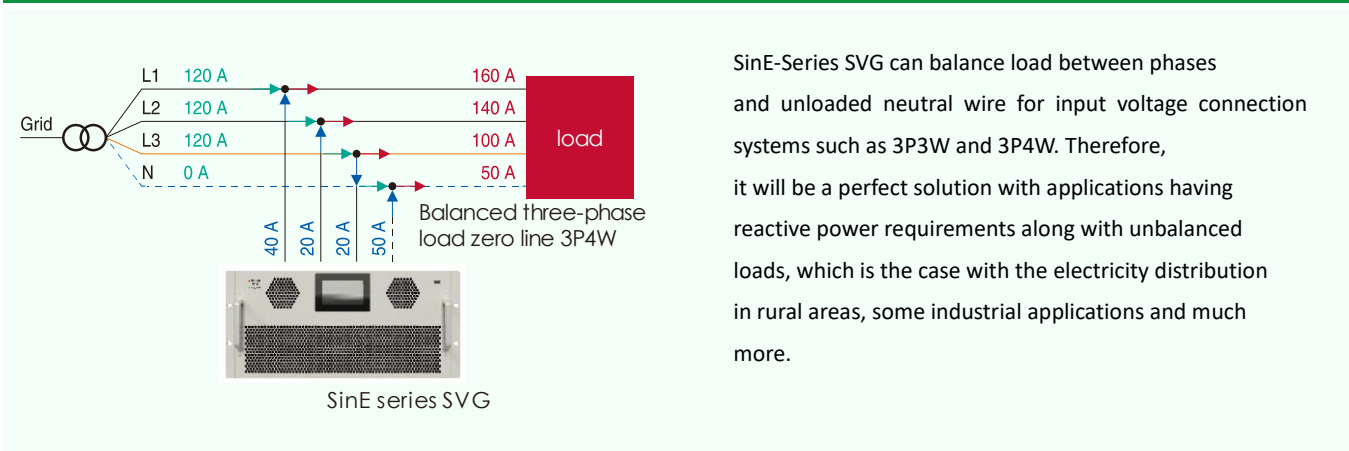 L1 120 A 160 A
L2 120 A 140 A
Grid
L3 120 A 100 A
load
N 0 A 50 A
40 A 20 A 20 A 50 A
Balanced three-phase
load zero line 3P4W
SinE series SVG
SinE-Series SVG can balance load between phases
and unloaded neutral wire for input voltage connection
systems such as 3P3W and 3P4W. Therefore,
it will be a perfect solution with applications having
reactive power requirements along with unbalanced
loads, which is the case with the electricity distribution
in rural areas, some industrial applications and much
more.